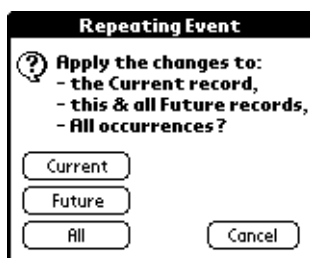 Repeating Event
Apply the changes to:
- the Current record,
- this & all Future records,
- All occurrences?
Current
Future
All
Cancel